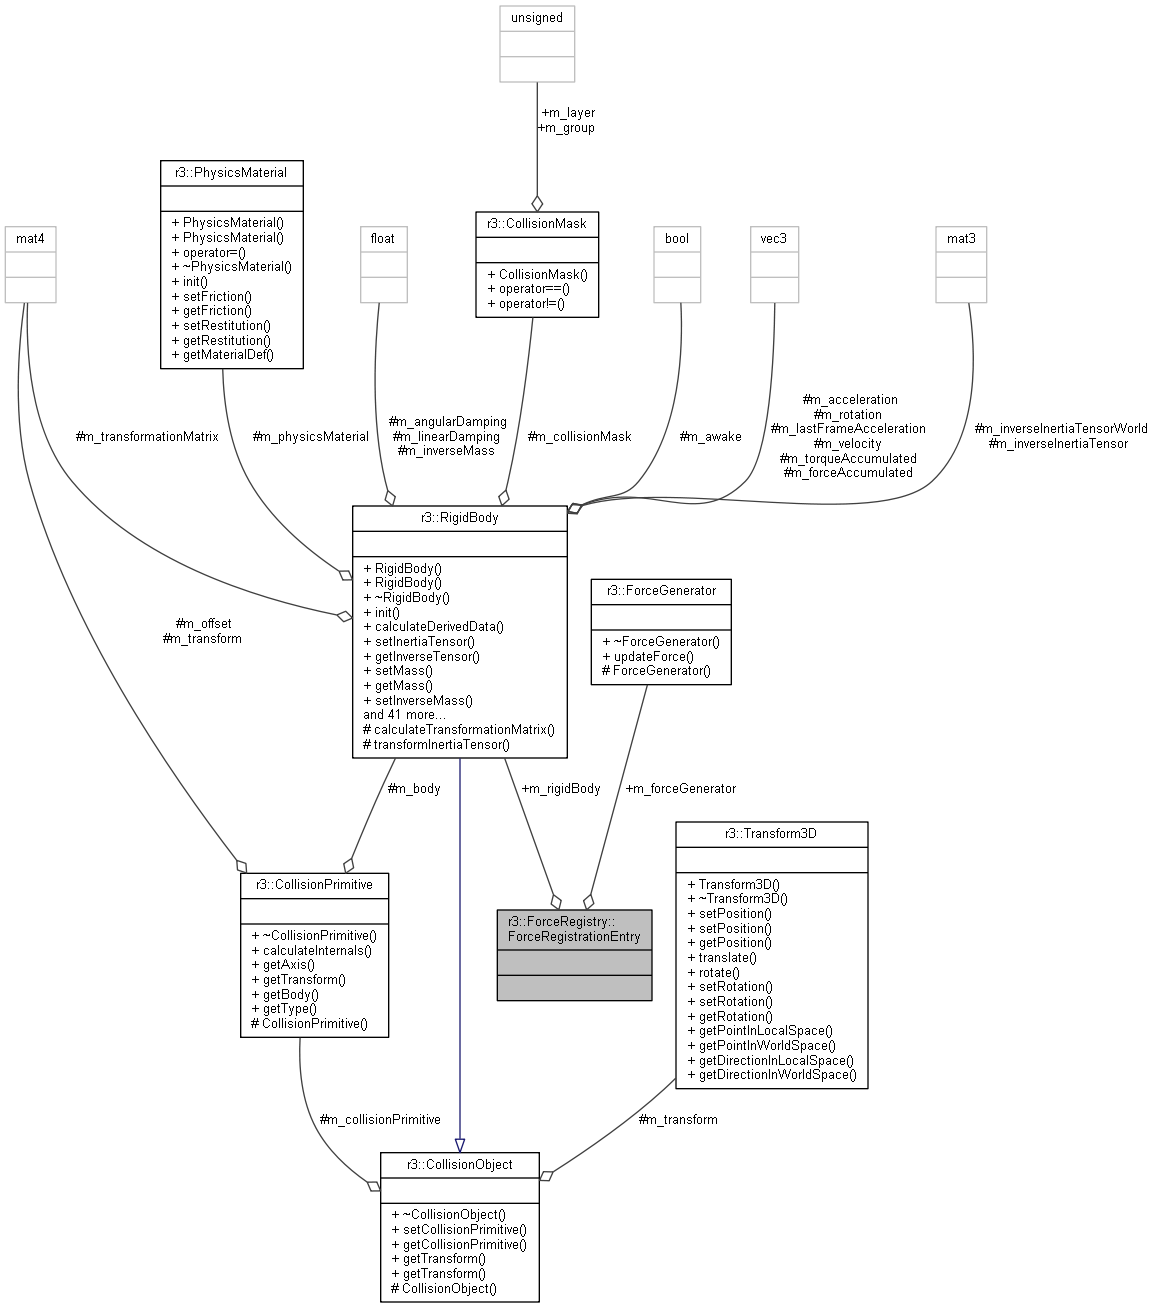 unsigned
+m_layer
+m_group
r3::PhysicsMaterial
+ PhysicsMaterial()
+ PhysicsMaterial()
+ operator=()
+ ~PhysicsMaterial()
+ init()
+ setFriction()
+ getFriction()
+ setRestitution()
+ getRestitution()
+ getMaterialDef()
r3::CollisionMask
+ CollisionMask()
+ operator==()
+ operator!=()
mat4
float
bool
vec3
mat3
#m_transformationMatrix
#m_physicsMaterial
#m_angularDamping
#m_linearDamping
#m_inverseMass
#m_collisionMask
#m_awake
#m_acceleration
#m_rotation
#m_lastFrameAcceleration
#m_velocity
#m_torqueAccumulated
#m_forceAccumulated
#m_inverseInertiaTensorWorld
#m_inverseInertiaTensor
r3::RigidBody
+ RigidBody()
+ RigidBody()
+ ~RigidBody()
+ init()
+ calculateDerivedData()
+ setInertiaTensor()
+ getInverseTensor()
+ setMass()
+ getMass()
+ setInverseMass()
and 41 more...
# calculateTransformationMatrix()
# transformInertiaTensor()
r3::ForceGenerator
+ ~ForceGenerator()
+ updateForce()
# ForceGenerator()
#m_offset
#m_transform
#m_body
+m_rigidBody
+m_forceGenerator
r3::Transform3D
+ Transform3D()
+ ~Transform3D()
+ setPosition()
+ setPosition()
+ getPosition()
+ translate()
+ rotate()
+ setRotation()
+ setRotation()
+ getRotation()
+ getPointInLocalSpace()
+ getPointInWorldSpace()
+ getDirectionInLocalSpace()
+ getDirectionInWorldSpace()
r3::CollisionPrimitive
+ ~CollisionPrimitive()
+ calculateInternals()
+ getAxis()
+ getTransform()
+ getBody()
+ getType()
# CollisionPrimitive()
r3::ForceRegistry::
ForceRegistrationEntry
#m_collisionPrimitive
#m_transform
r3::CollisionObject
+ ~CollisionObject()
+ setCollisionPrimitive()
+ getCollisionPrimitive()
+ getTransform()
+ getTransform()
# CollisionObject()